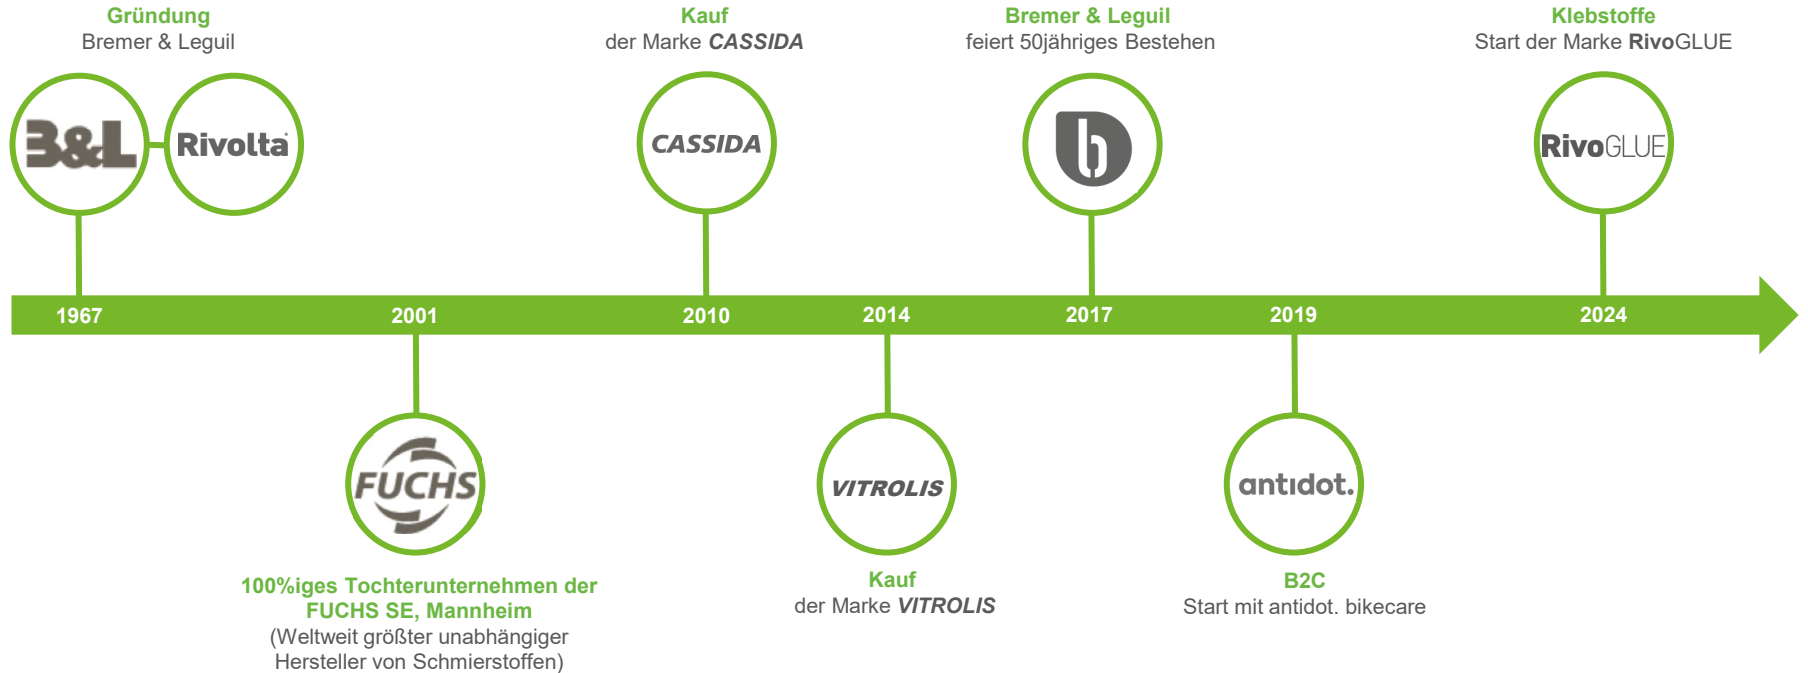 Gründung
Bremer & Leguil
Kauf
der Marke CASSIDA
Bremer & Leguil
feiert 50jähriges Bestehen
Klebstoffe
Start der Marke RivoGLUE
B&L
Rivolta
CASSIDA
b
RivoGLUE
1967
2001
2010
2014
2017
2019
2024
FUCHS
VITROLIS
antidot.
100%iges Tochterunternehmen der
FUCHS SE, Mannheim
(Weltweit größter unabhängiger
Hersteller von Schmierstoffen)
Kauf
der Marke VITROLIS
B2C
Start mit antidot. bikecare